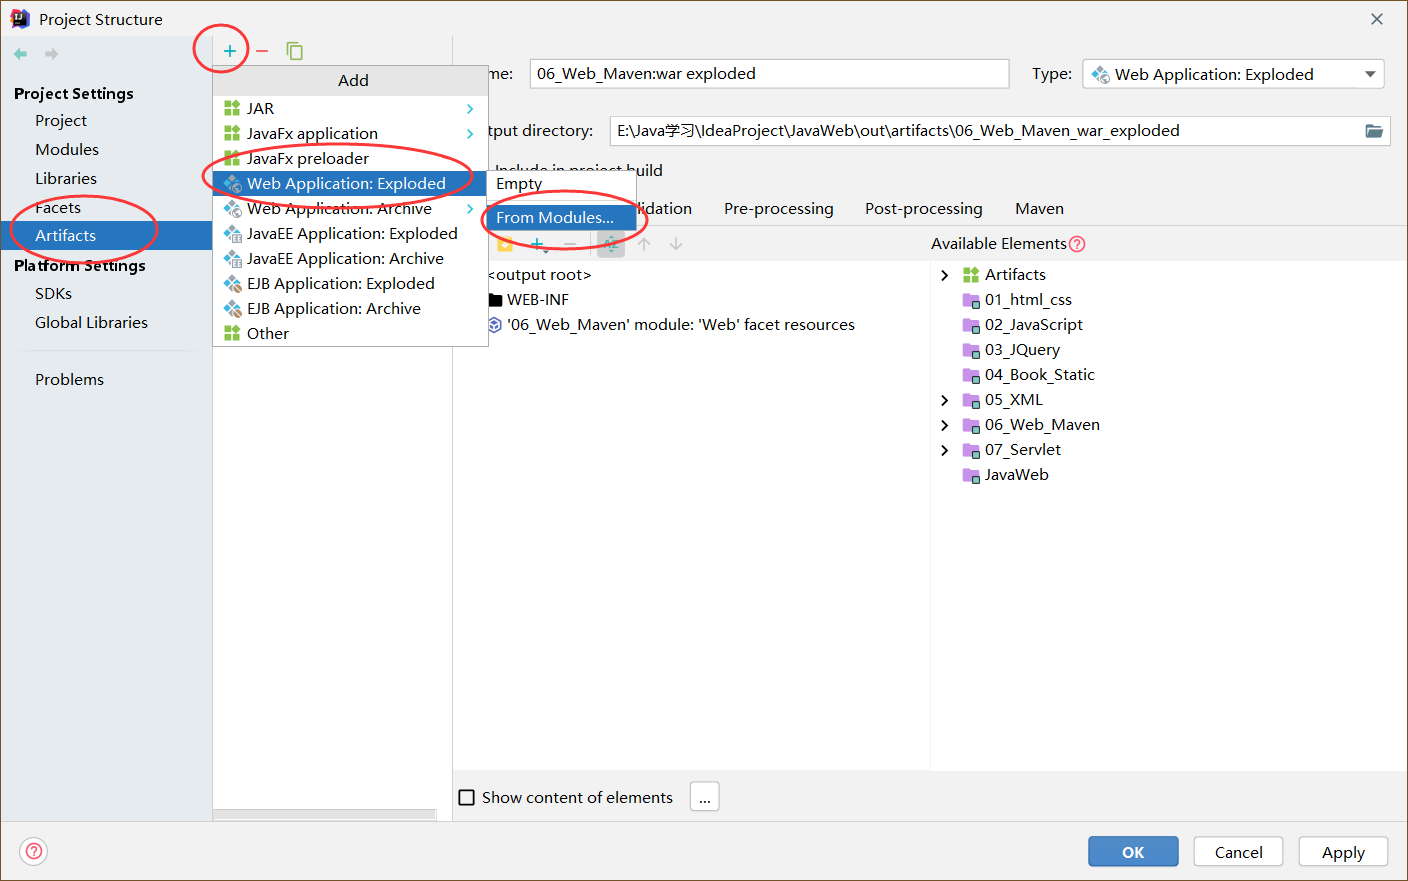 Project Structure
Project Settings
Project
Modules
Libraries
Facets
Artifacts
Platform Settings
SDKs
Global Libraries
Problems
Add
JAR
JavaFx application
JavaFx preloader
Web Application: Exploded
Web Application: Archive
JavaEE Application: Exploded
JavaEE Application: Archive
EJB Application: Exploded
EJB Application: Archive
Other
Empty
From Modules...
me: 06_Web_Maven:war exploded
Type: Web Application: Exploded
tput directory: E:\Java学习\IdeaProject\JavaWeb\out\artifacts\06_Web_Maven_war_exploded
Include in project build
lidation Pre-processing Post-processing Maven
<output root>
WEB-INF
'06_Web_Maven' module: 'Web' facet resources
Available Elements
Artifacts
01_html_css
02_JavaScript
03_JQuery
04_Book_Static
05_XML
06_Web_Maven
07_Servlet
JavaWeb
Show content of elements ...
OK Cancel Apply